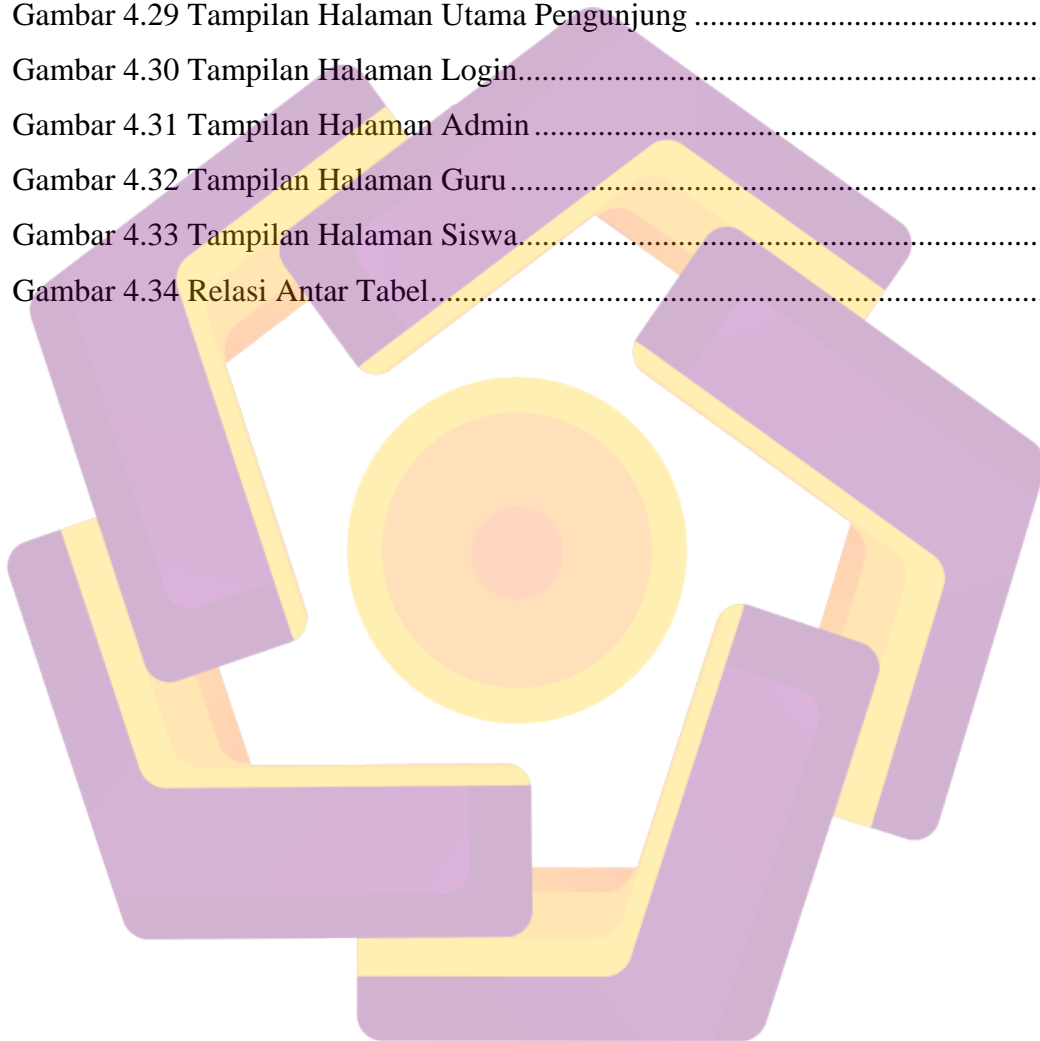 Gambar 4.29 Tampilan Halaman Utama Pengunjung ..........................................
Gambar 4.30 Tampilan Halaman Login................................................................
Gambar 4.31 Tampilan Halaman Admin ..............................................................
Gambar 4.32 Tampilan Halaman Guru .................................................................
Gambar 4.33 Tampilan Halaman Siswa................................................................
Gambar 4.34 Relasi Antar Tabel...........................................................................